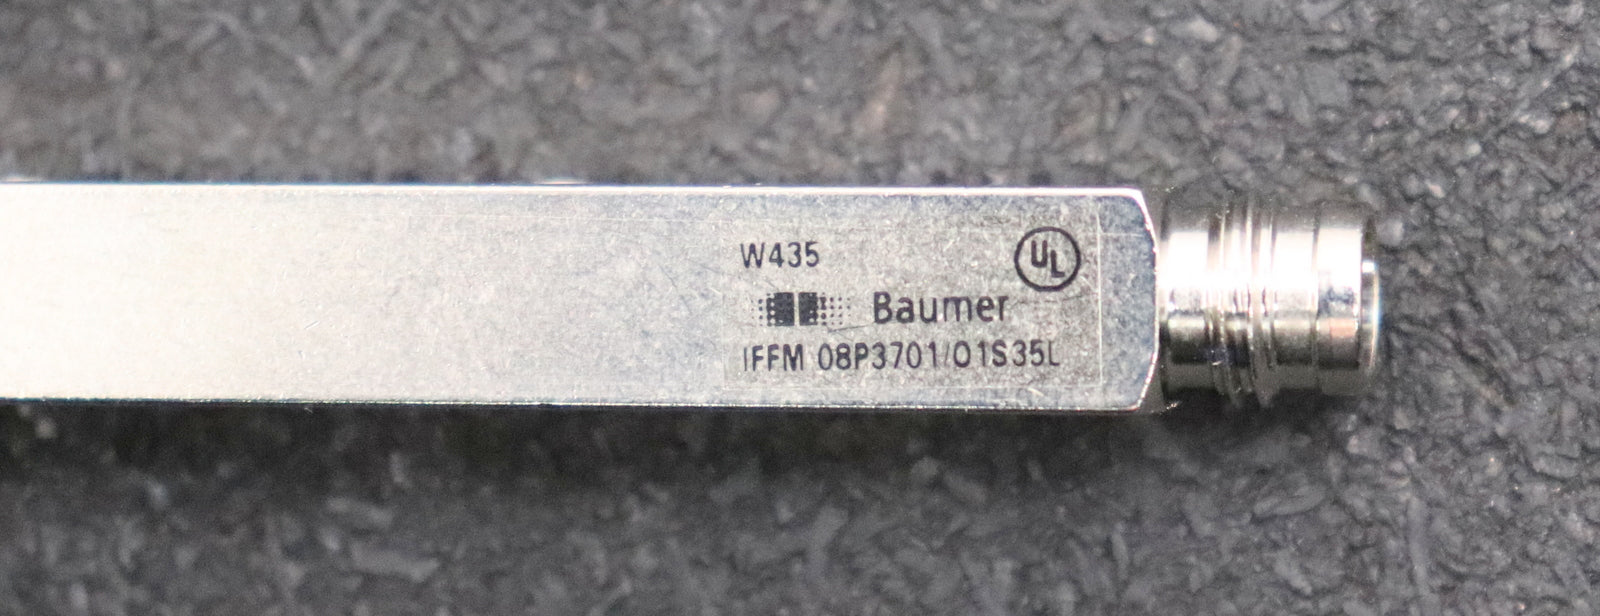 W435
UL
Baumer
IFFM 08P3701/O1S35L